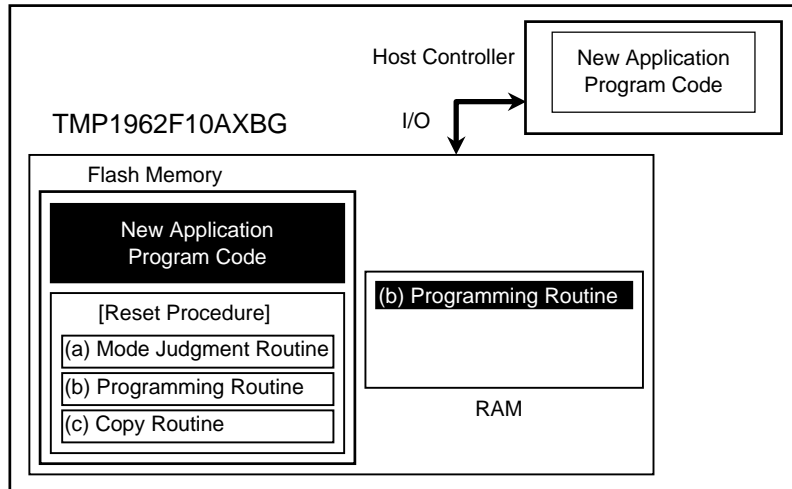 Host Controller
New Application
Program Code
I/O
TMP1962F10AXBG
Flash Memory
New Application
Program Code
[Reset Procedure]
(a) Mode Judgment Routine
(b) Programming Routine
(c) Copy Routine
(b) Programming Routine
RAM